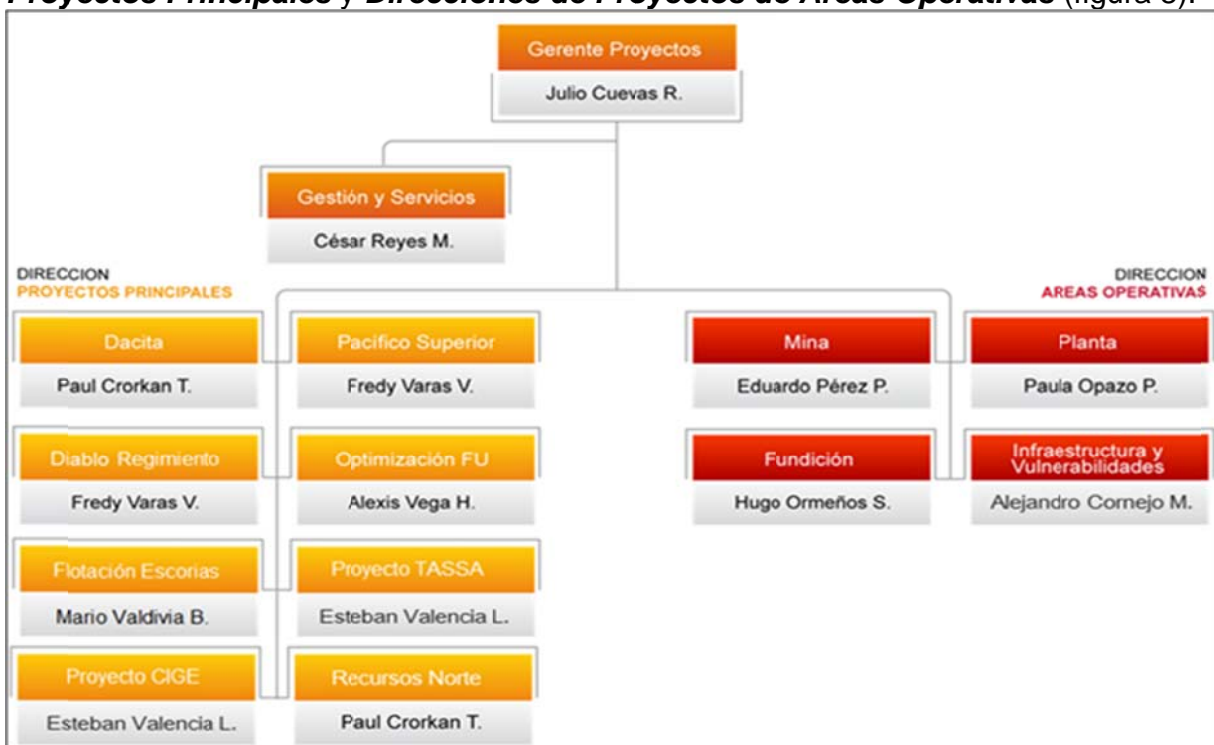 Proyectos Principales y Direcciones de Proyectos de Áreas Operativas (figura 3).
Gerente Proyectos
Julio Cuevas R.
Gestión y Servicios
César Reyes M.
DIRECCION
PROYECTOS PRINCIPALES
DIRECCION
AREAS OPERATIVAS
Dacita
Paul Crorkan T.
Pacífico Superior
Fredy Varas V.
Mina
Eduardo Pérez P.
Planta
Paula Opazo P.
Diablo Regimiento
Fredy Varas V.
Optimización FU
Alexis Vega H.
Fundición
Hugo Ormeños S.
Infraestructura y
Vulnerabilidades
Alejandro Cornejo M.
Flotación Escorias
Mario Valdivia B.
Proyecto TASSA
Esteban Valencia L.
Proyecto CIGE
Esteban Valencia L.
Recursos Norte
Paul Crorkan T.